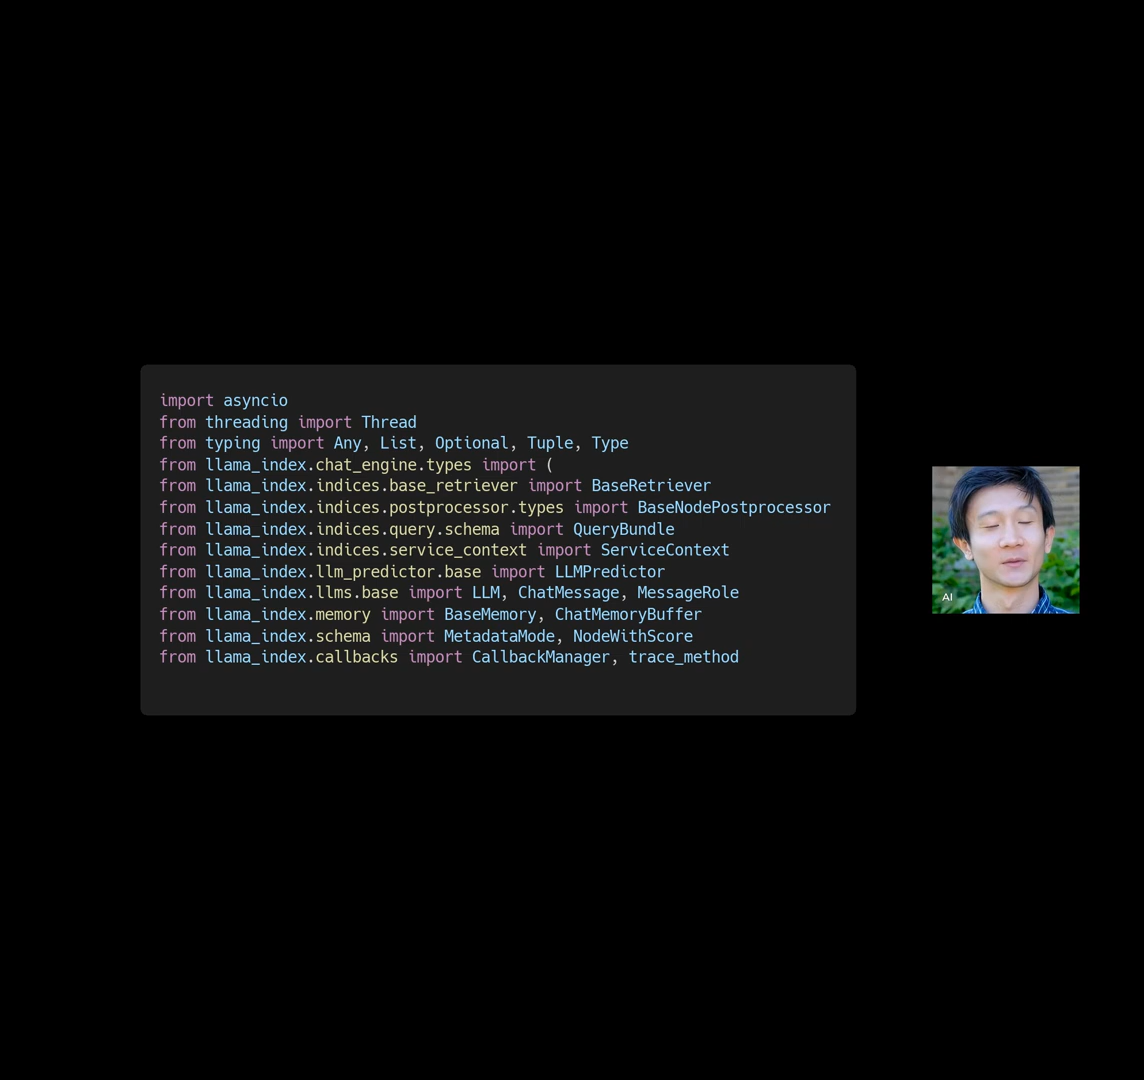 import asyncio
from threading import Thread
from typing import Any, List, Optional, Tuple, Type
from llama_index.chat_engine.types import (
from llama_index.indices.base_retriever import BaseRetriever
from llama_index.indices.postprocessor.types import BaseNodePostprocessor
from llama_index.indices.query.schema import QueryBundle
from llama_index.indices.service_context import ServiceContext
from llama_index.llm_predictor.base import LLMPredictor
from llama_index.llms.base import LLM, ChatMessage, MessageRole
from llama_index.memory import BaseMemory, ChatMemoryBuffer
from llama_index.schema import MetadataMode, NodeWithScore
from llama_index.callbacks import CallbackManager, trace_method
AI